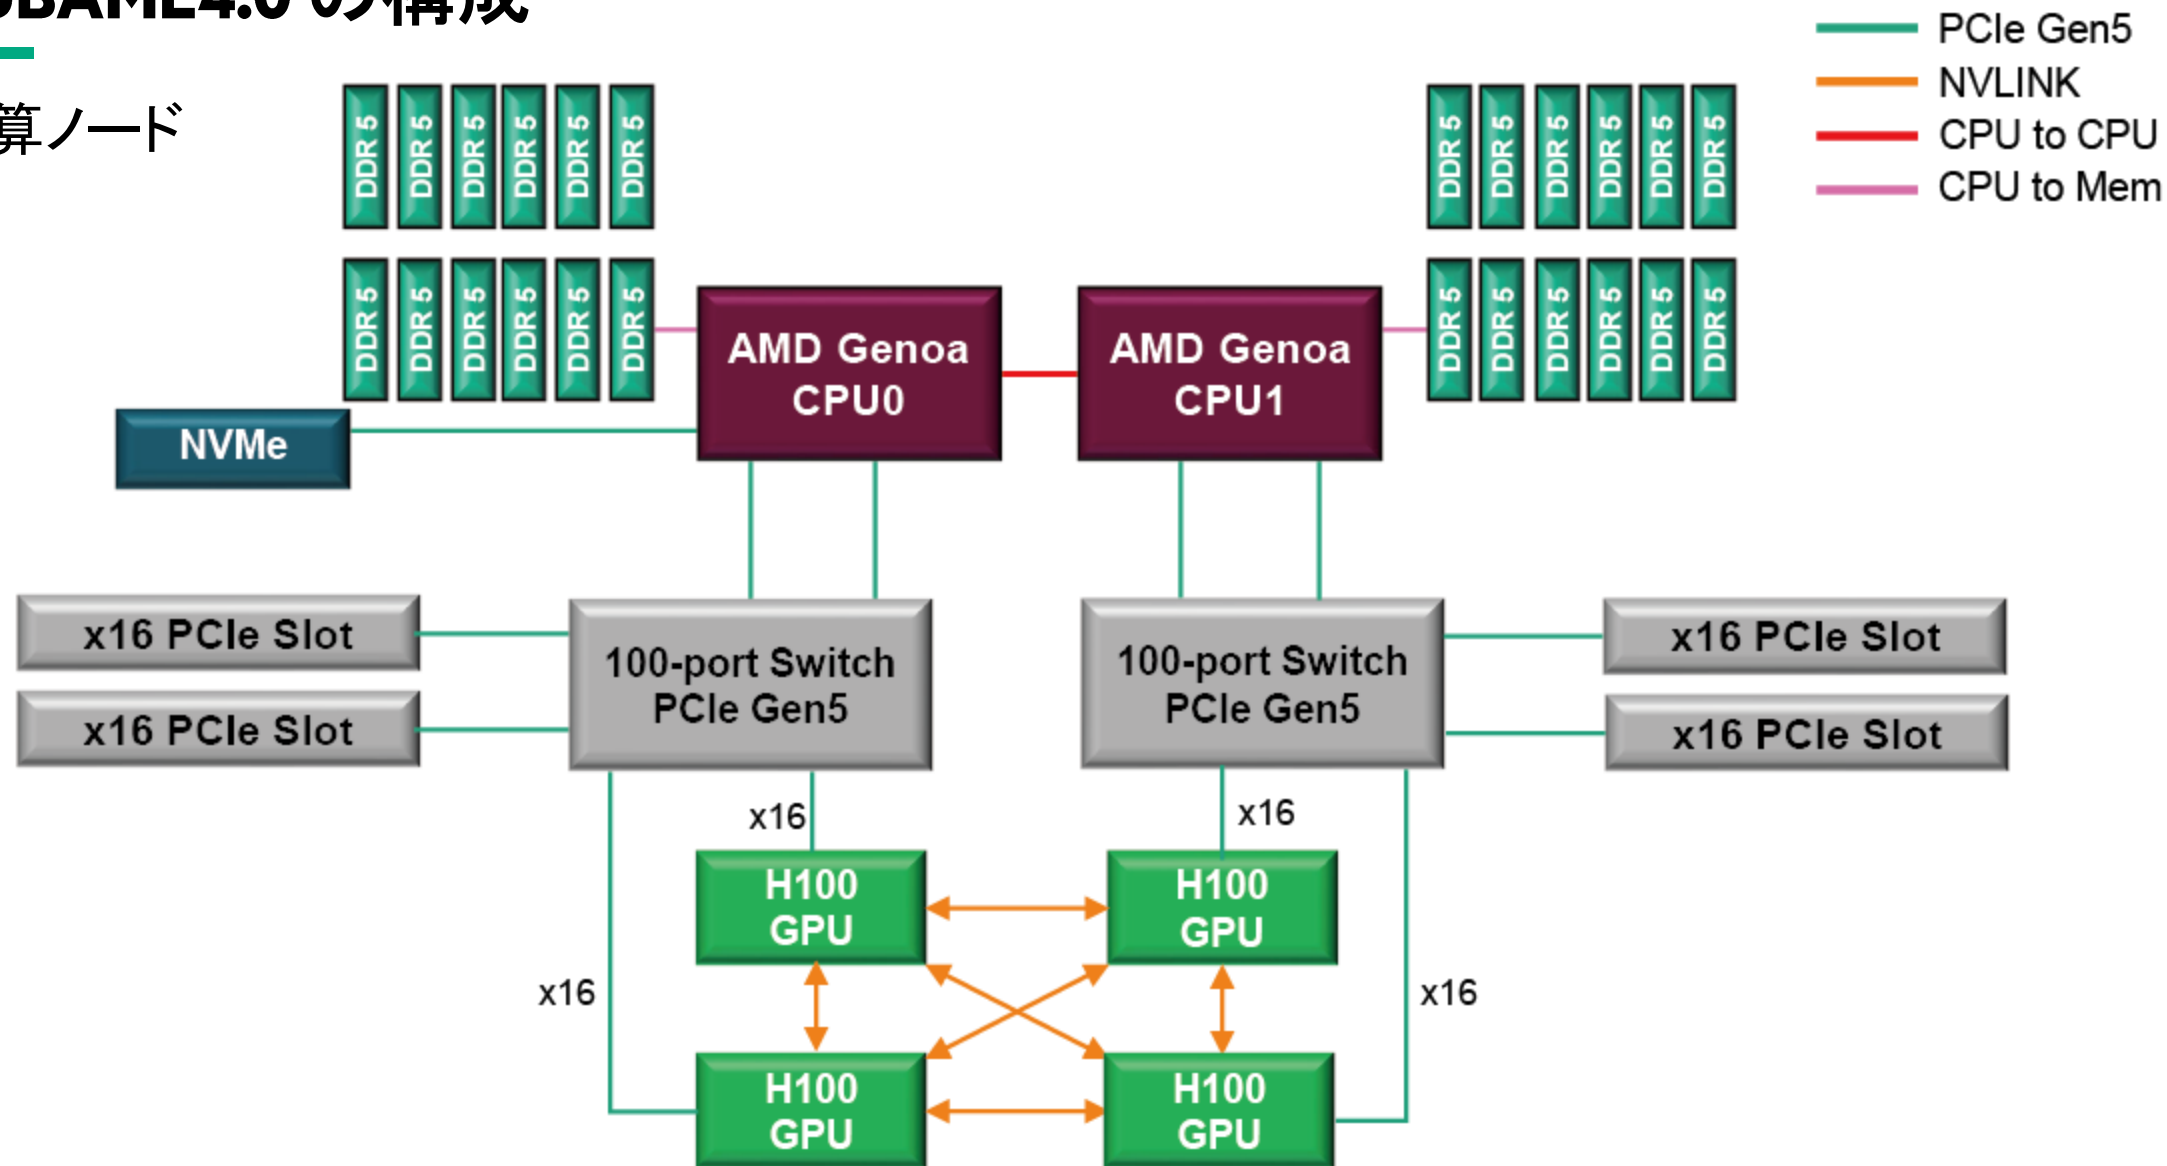 UBAME4.0 の構成
算ノード
PCIe Gen5
NVLINK
CPU to CPU
CPU to Mem
DDR 5 DDR 5 DDR 5 DDR 5 DDR 5 DDR 5
DDR 5 DDR 5 DDR 5 DDR 5 DDR 5 DDR 5
DDR 5 DDR 5 DDR 5 DDR 5 DDR 5 DDR 5
DDR 5 DDR 5 DDR 5 DDR 5 DDR 5 DDR 5
AMD Genoa
CPU0
AMD Genoa
CPU1
NVMe
x16 PCIe Slot
x16 PCIe Slot
100-port Switch
PCIe Gen5
100-port Switch
PCIe Gen5
x16 PCIe Slot
x16 PCIe Slot
x16
x16
H100
GPU
H100
GPU
x16
x16
H100
GPU
H100
GPU